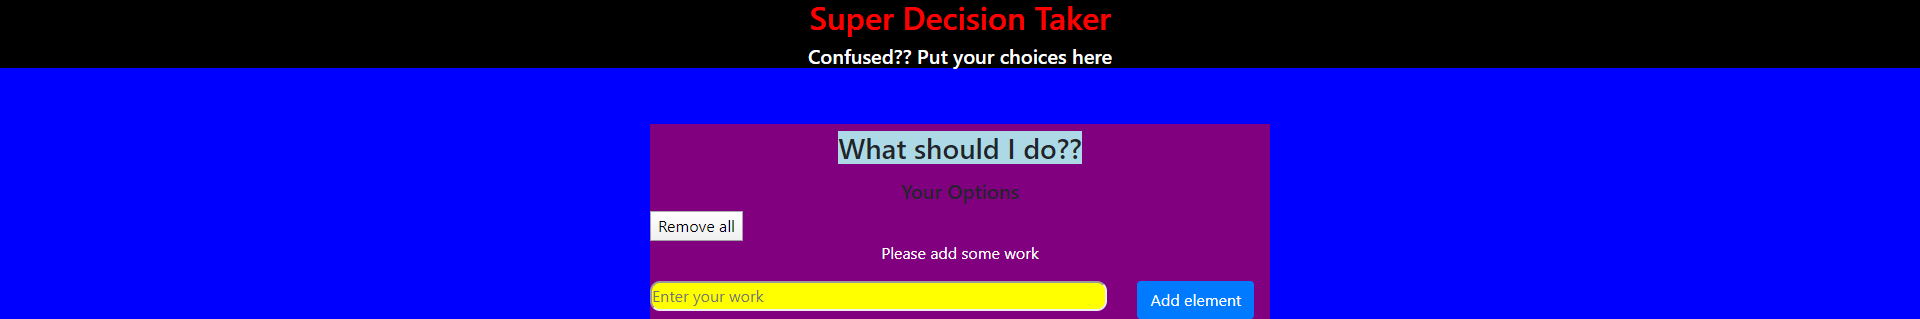 Super Decision Taker
Confused?? Put your choices here
What should I do??
Your Options
Remove all
Please add some work
Enter your work
Add element